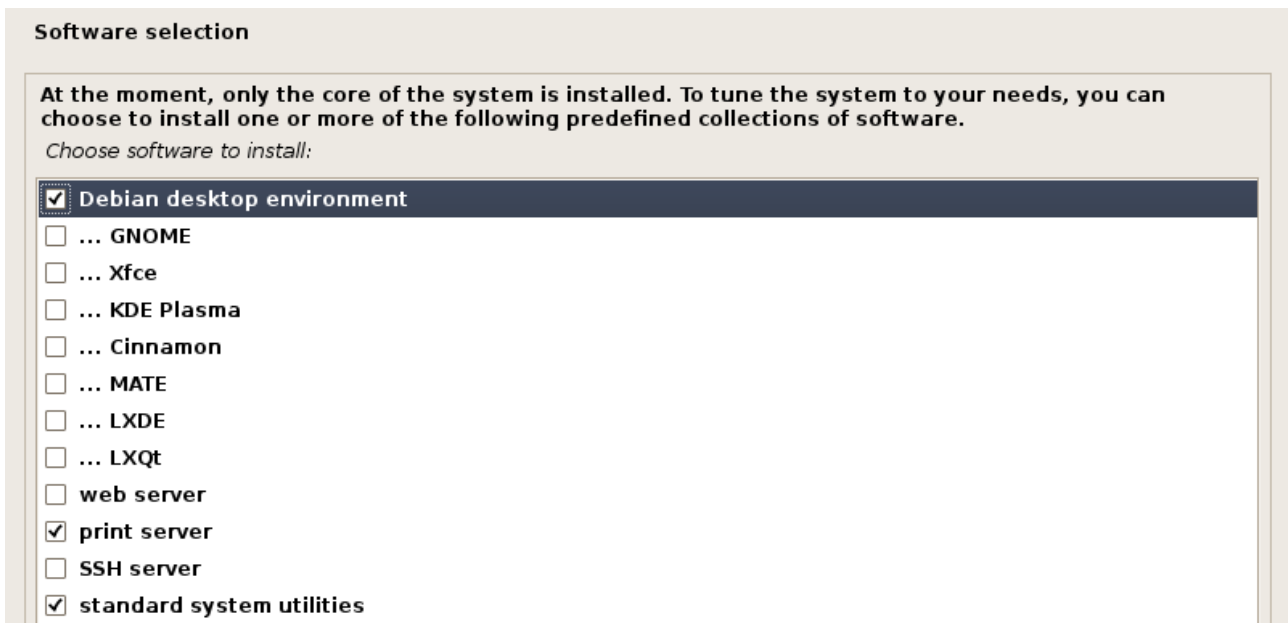 Software selection
At the moment, only the core of the system is installed. To tune the system to your needs, you can
choose to install one or more of the following predefined collections of software.
Choose software to install:
Debian desktop environment
... GNOME
... Xfce
... KDE Plasma
... Cinnamon
... MATE
... LXDE
... LXQt
web server
print server
SSH server
standard system utilities